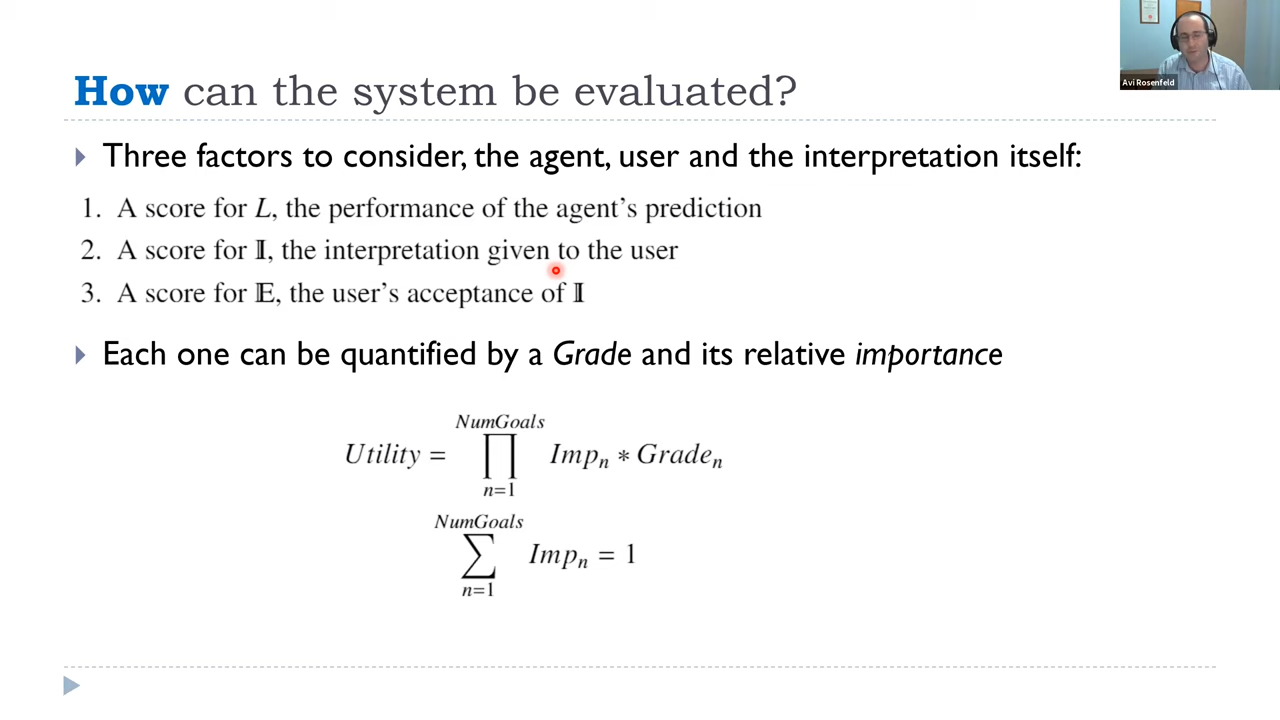 Avi Rosenfeld
How can the system be evaluated?
Three factors to consider, the agent, user and the interpretation itself:
1. A score for L, the performance of the agent's prediction
2. A score for 𝕀, the interpretation given to the user
3. A score for 𝔼, the user's acceptance of 𝕀
Each one can be quantified by a Grade and its relative importance
NumGoals
Utility = ∏ Impₙ * Gradeₙ
n=1
NumGoals
∑ Impₙ = 1
n=1